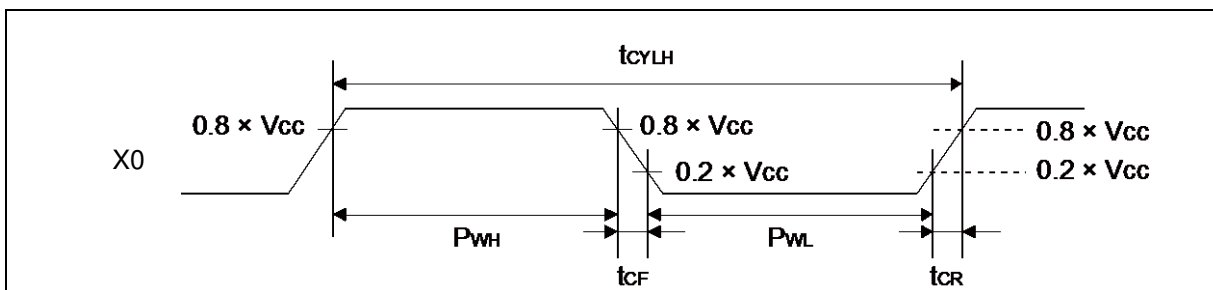 tCYLH
0.8 × Vcc 0.8 × Vcc 0.8 × Vcc
X0
0.2 × Vcc 0.2 × Vcc
PWH PWL
tCF tCR